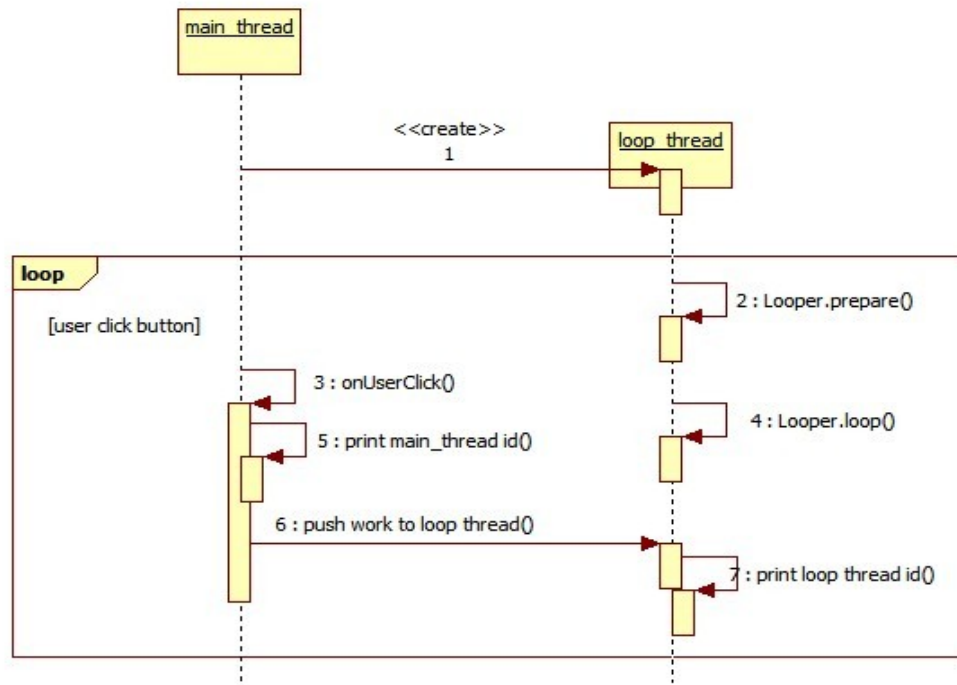 main_thread
<<create>>
1
loop_thread
loop
2 : Looper.prepare()
[user click button]
3 : onUserClick()
4 : Looper.loop()
5 : print main_thread id()
6 : push work to loop thread()
7 : print loop thread id()